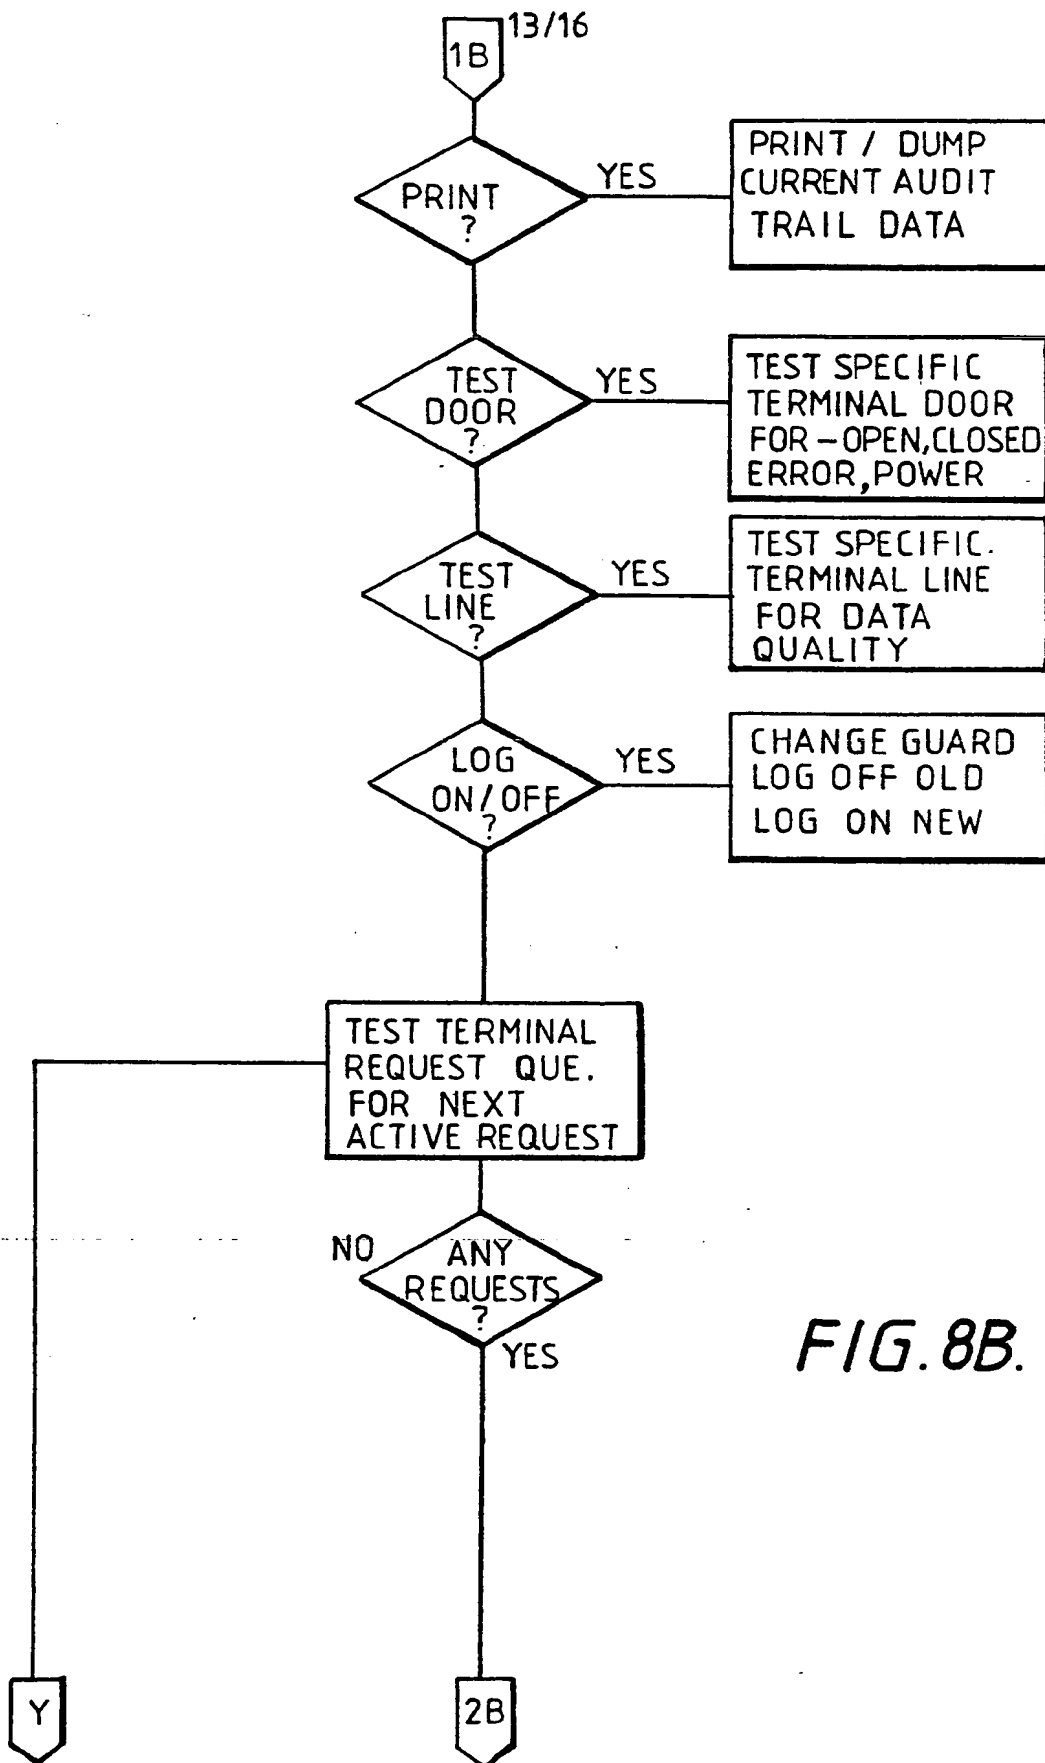 13/16
1B
PRINT
?
YES
PRINT / DUMP
CURRENT AUDIT
TRAIL DATA
TEST
DOOR
?
YES
TEST SPECIFIC
TERMINAL DOOR
FOR - OPEN, CLOSED
ERROR, POWER
TEST
LINE
?
YES
TEST SPECIFIC.
TERMINAL LINE
FOR DATA
QUALITY
LOG
ON/OFF
?
YES
CHANGE GUARD
LOG OFF OLD
LOG ON NEW
TEST TERMINAL
REQUEST QUE.
FOR NEXT
ACTIVE REQUEST
NO
ANY
REQUESTS
?
YES
FIG. 8B.
Y
2B